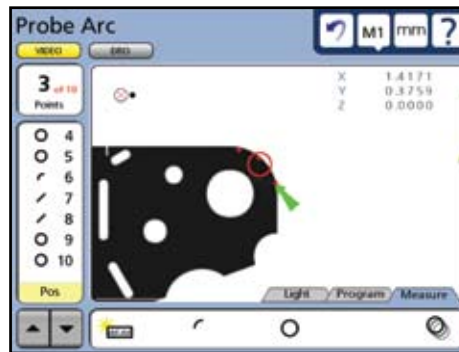 Probe Arc
M1 mm ?
VIDEO DRO
3 of 10
Points
X 1.4171
Y 0.3759
Z 0.0000
4
5
6
7
8
9
10
Pos
Light Program Measure